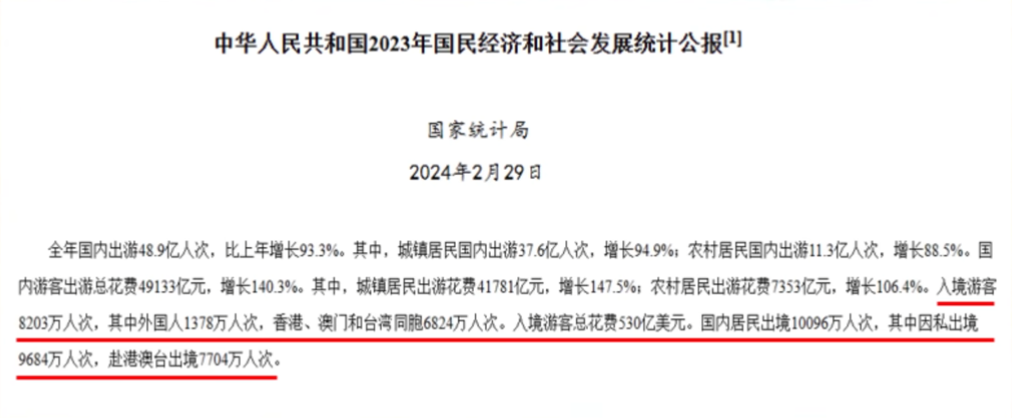 中华人民共和国2023年国民经济和社会发展统计公报[1]
国家统计局
2024年2月29日
全年国内出游48.9亿人次，比上年增长93.3%。其中，城镇居民国内出游37.6亿人次，增长94.9%；农村居民国内出游11.3亿人次，增长88.5%。国
内游客出游总花费49133亿元，增长140.3%。其中，城镇居民出游花费41781亿元，增长147.5%；农村居民出游花费7353亿元，增长106.4%。入境游客
8203万人次，其中外国人1378万人次，香港、澳门和台湾同胞6824万人次。入境游客总花费530亿美元。国内居民出境10096万人次，其中因私出境
9684万人次，赴港澳台出境7704万人次。